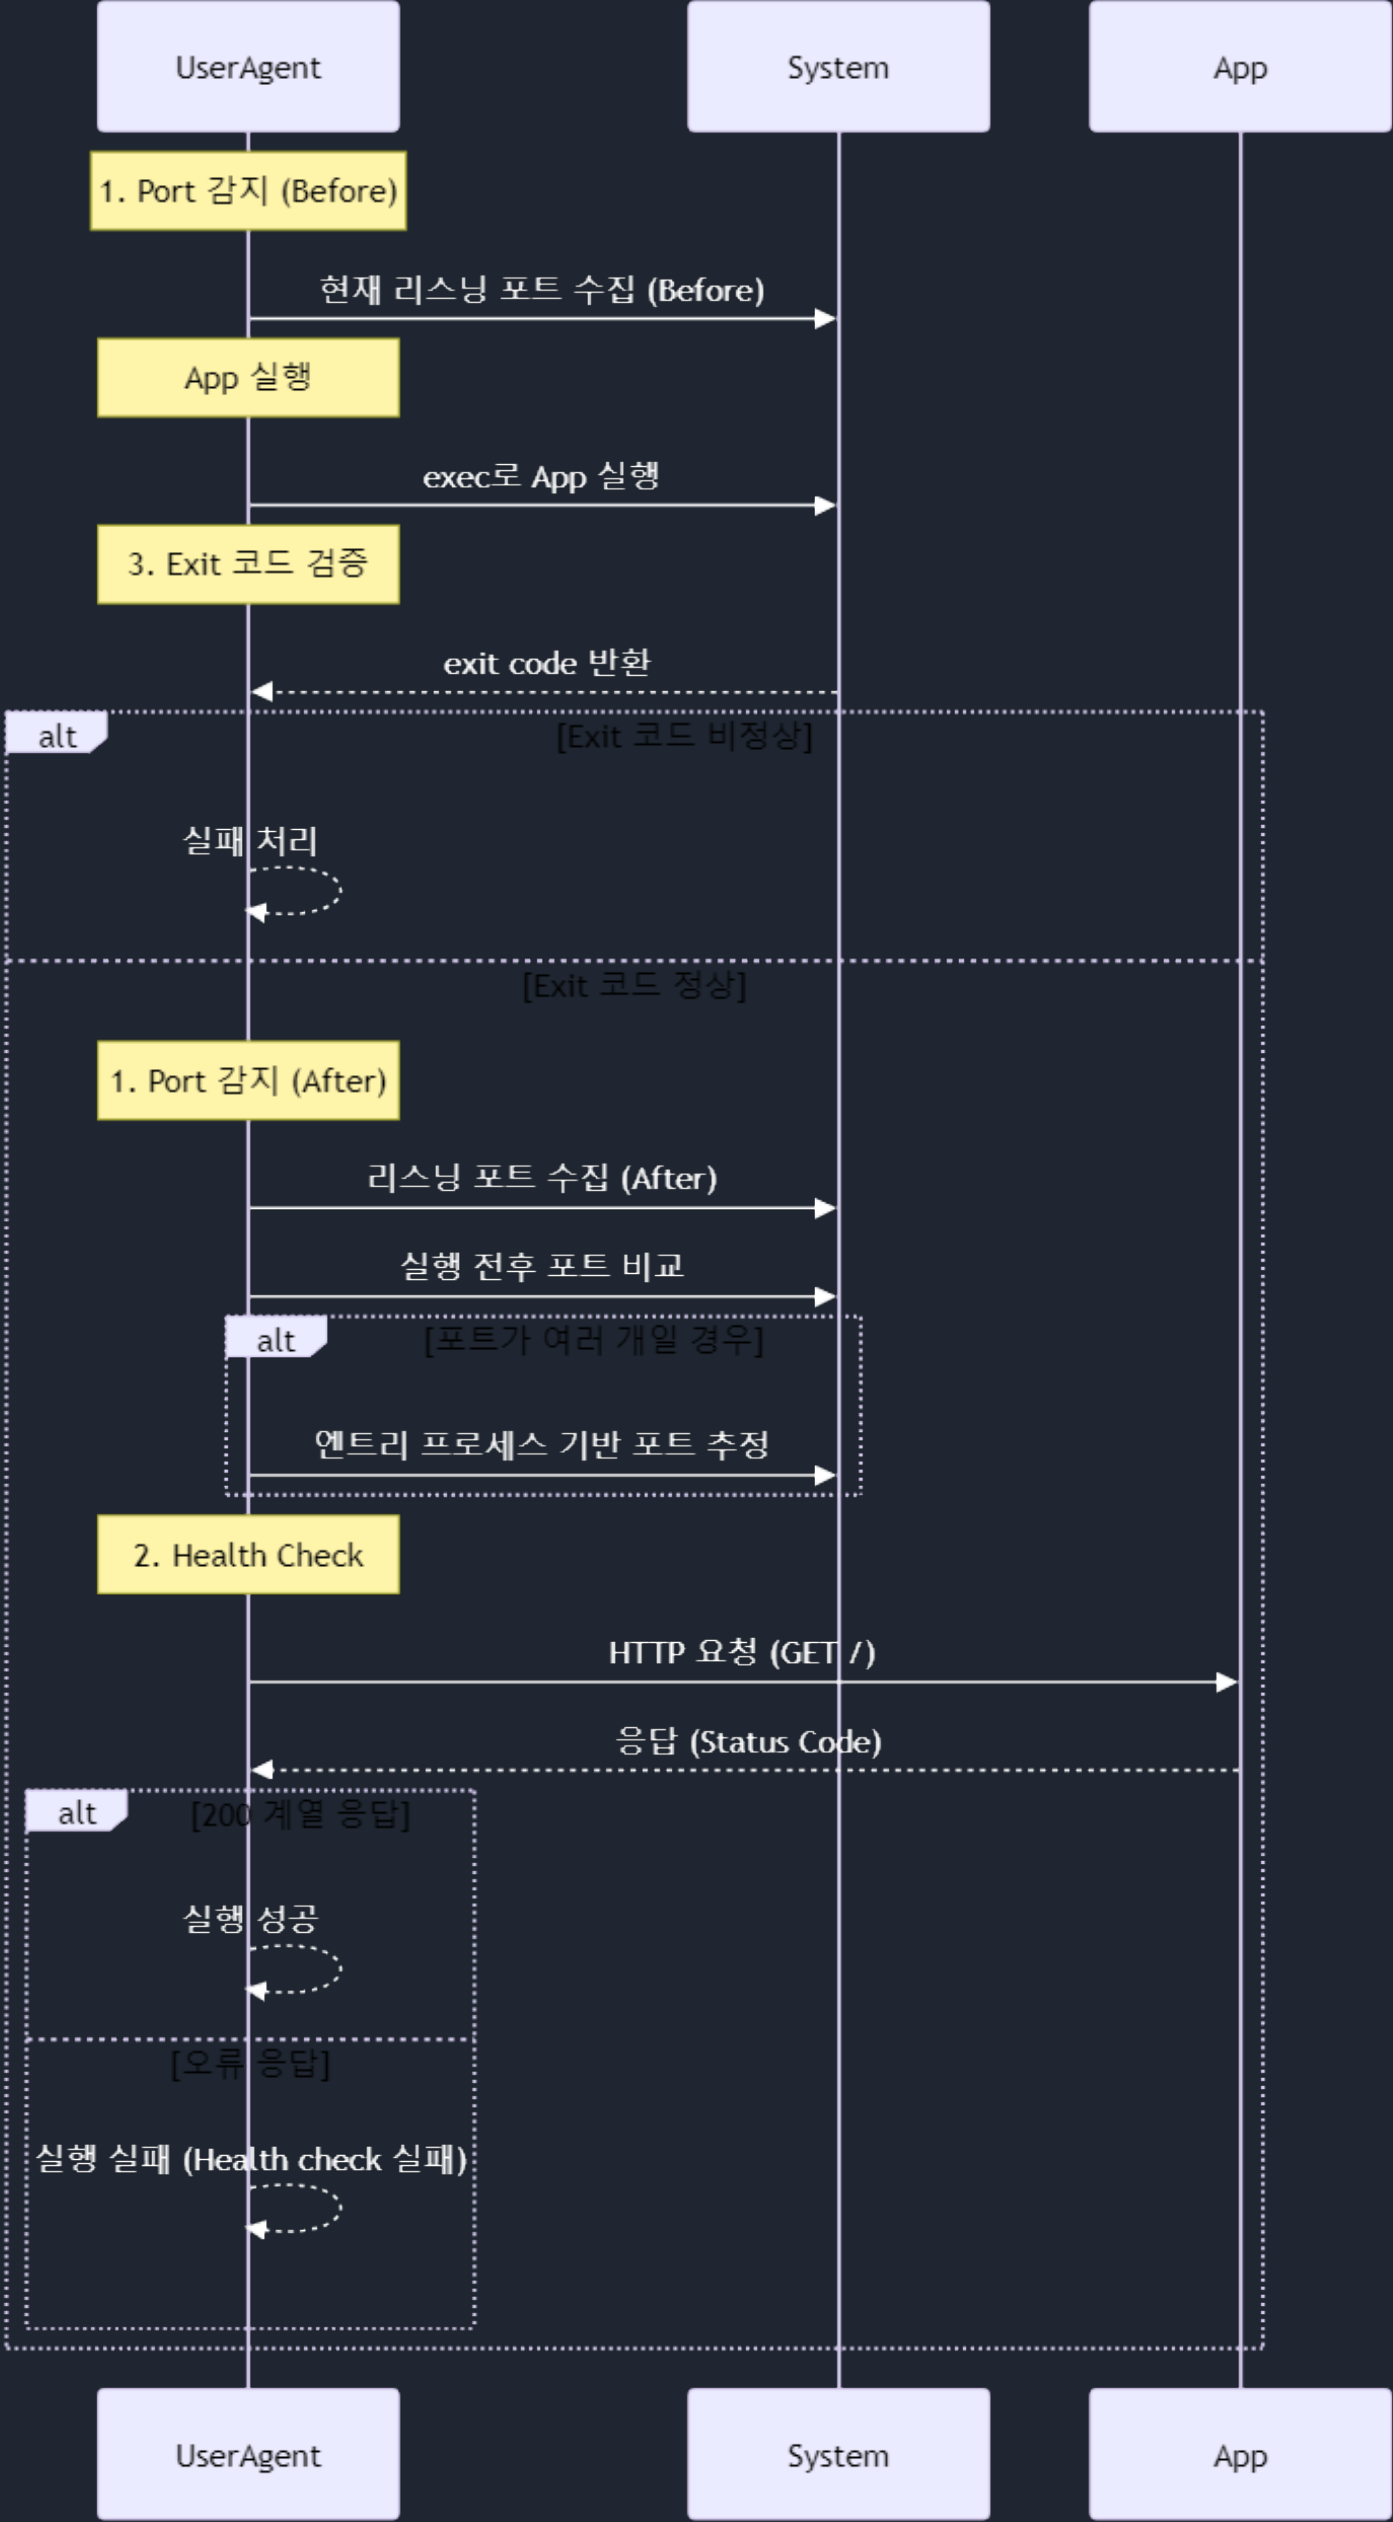 UserAgent
System
App
1. Port 감지 (Before)
현재 리스닝 포트 수집 (Before)
App 실행
exec로 App 실행
3. Exit 코드 검증
exit code 반환
alt
[Exit 코드 비정상]
실패 처리
[Exit 코드 정상]
1. Port 감지 (After)
리스닝 포트 수집 (After)
실행 전후 포트 비교
alt
[포트가 여러 개일 경우]
엔트리 프로세스 기반 포트 추정
2. Health Check
HTTP 요청 (GET /)
응답 (Status Code)
alt
[200 계열 응답]
실행 성공
[오류 응답]
실행 실패 (Health check 실패)
UserAgent
System
App